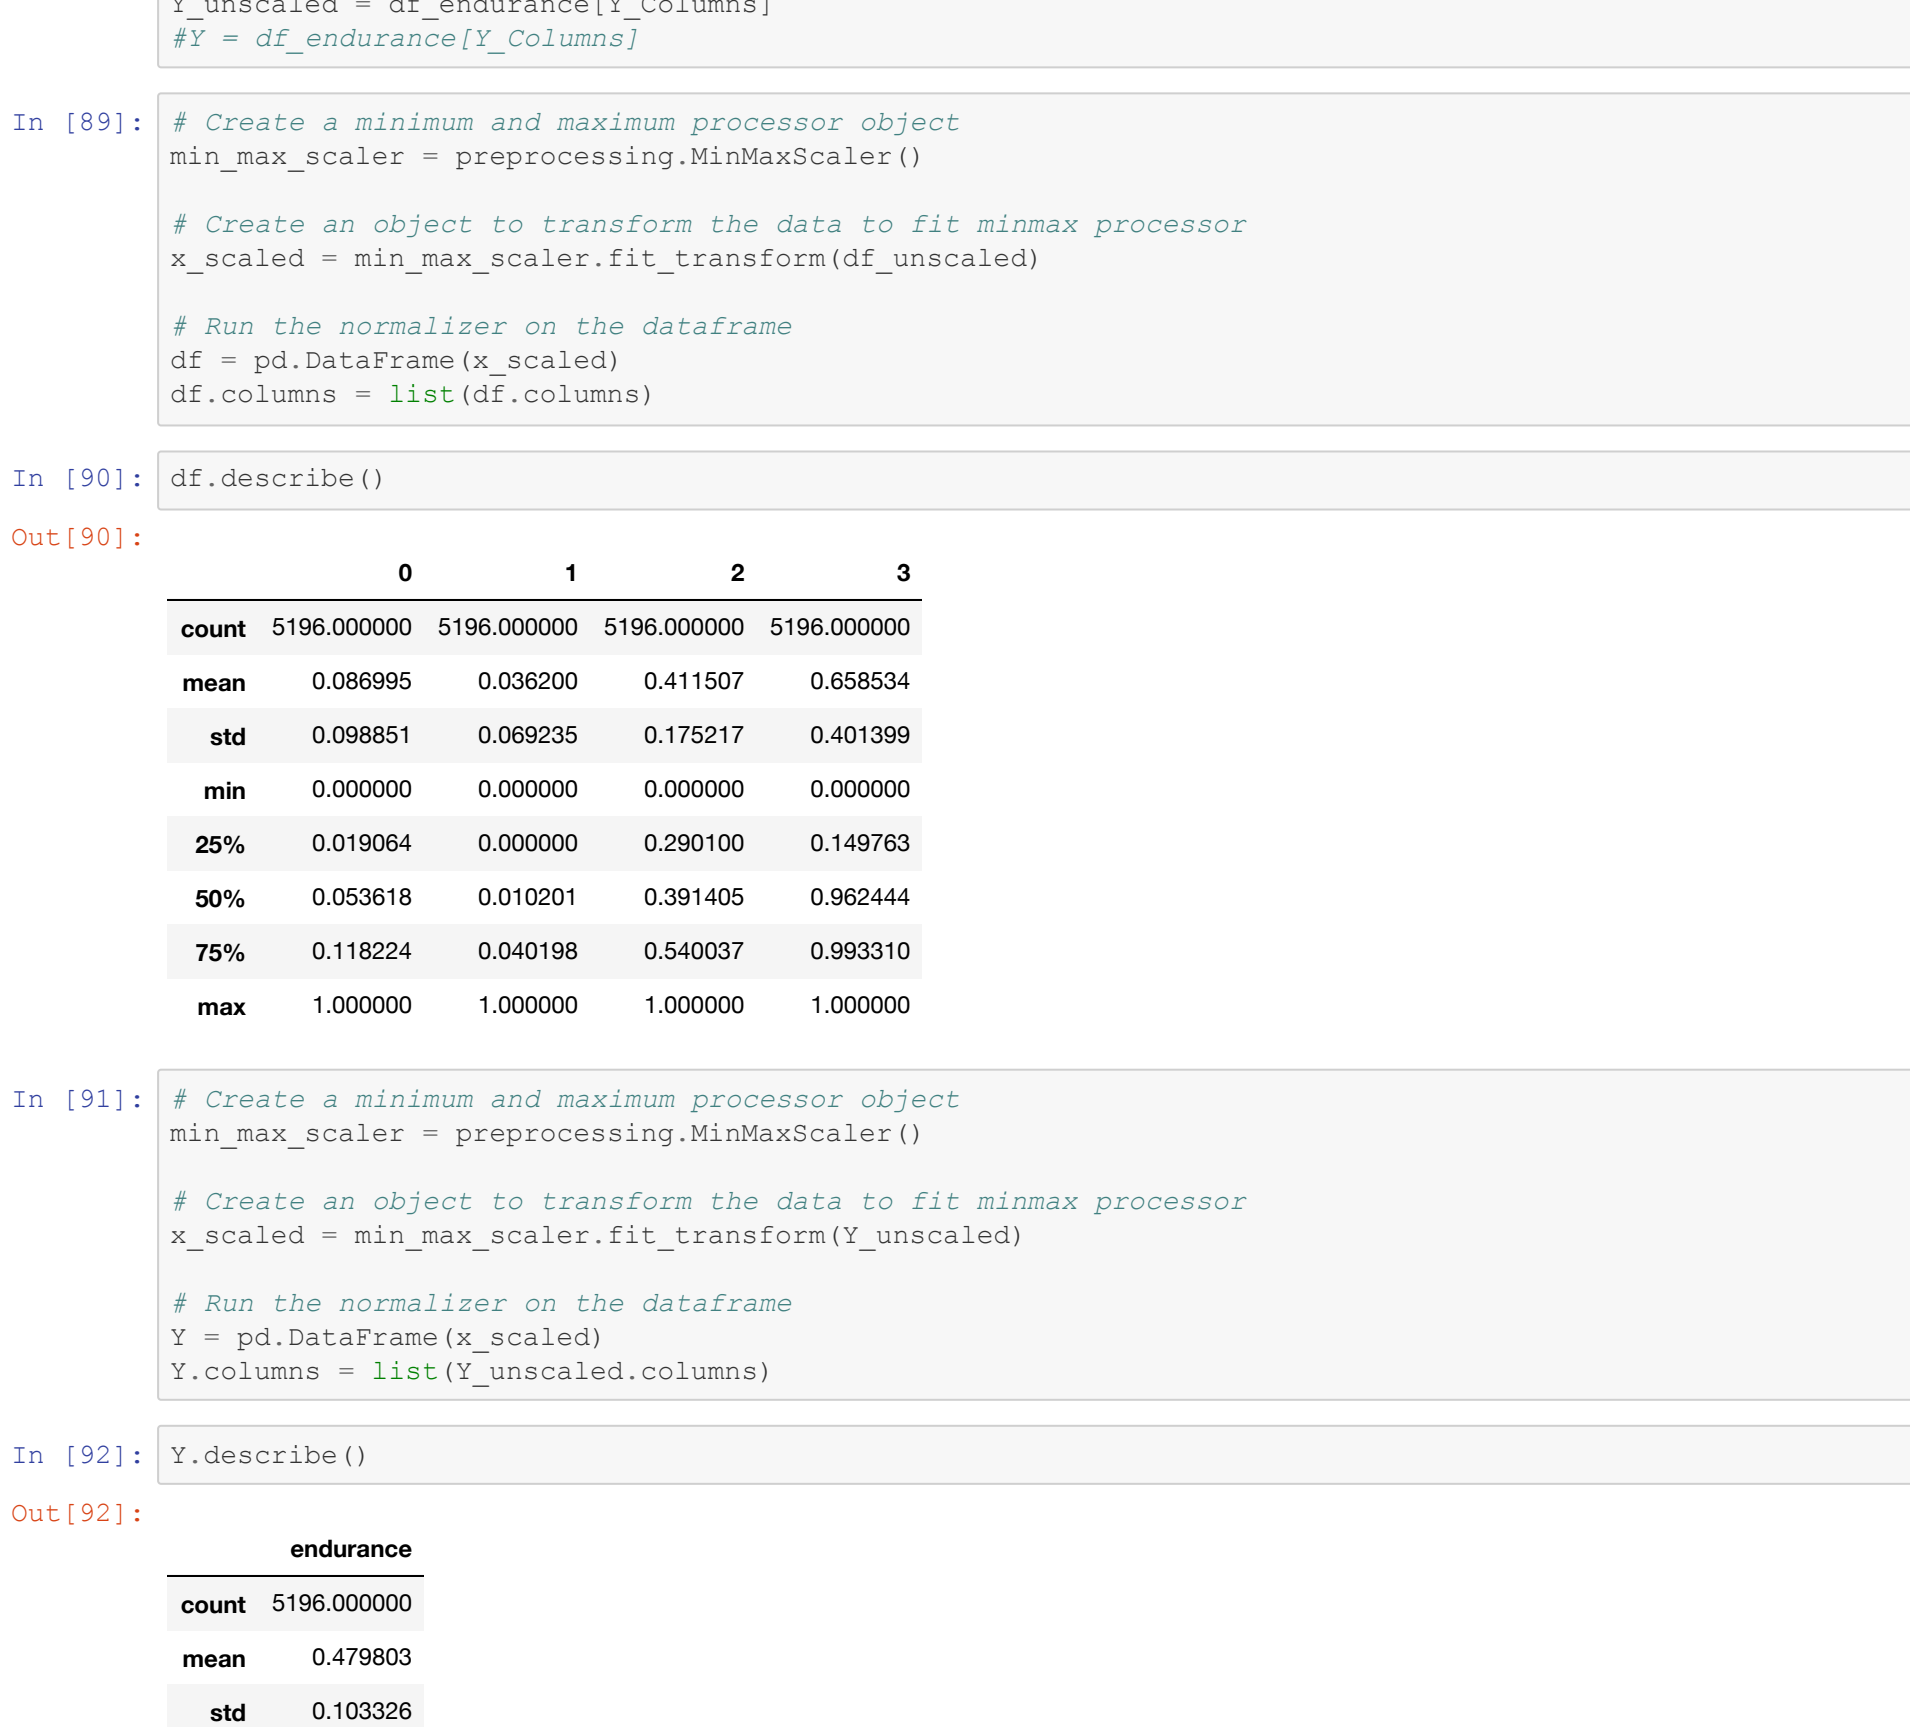 Y_unscaled = df_endurance[Y_Columns]
#Y = df_endurance[Y_Columns]
In [89]: # Create a minimum and maximum processor object
min_max_scaler = preprocessing.MinMaxScaler()
# Create an object to transform the data to fit minmax processor
x_scaled = min_max_scaler.fit_transform(df_unscaled)
# Run the normalizer on the dataframe
df = pd.DataFrame(x_scaled)
df.columns = list(df.columns)
In [90]: df.describe()
Out[90]:
0 1 2 3
count 5196.000000 5196.000000 5196.000000 5196.000000
mean 0.086995 0.036200 0.411507 0.658534
std 0.098851 0.069235 0.175217 0.401399
min 0.000000 0.000000 0.000000 0.000000
25% 0.019064 0.000000 0.290100 0.149763
50% 0.053618 0.010201 0.391405 0.962444
75% 0.118224 0.040198 0.540037 0.993310
max 1.000000 1.000000 1.000000 1.000000
In [91]: # Create a minimum and maximum processor object
min_max_scaler = preprocessing.MinMaxScaler()
# Create an object to transform the data to fit minmax processor
x_scaled = min_max_scaler.fit_transform(Y_unscaled)
# Run the normalizer on the dataframe
Y = pd.DataFrame(x_scaled)
Y.columns = list(Y_unscaled.columns)
In [92]: Y.describe()
Out[92]:
endurance
count 5196.000000
mean 0.479803
std 0.103326